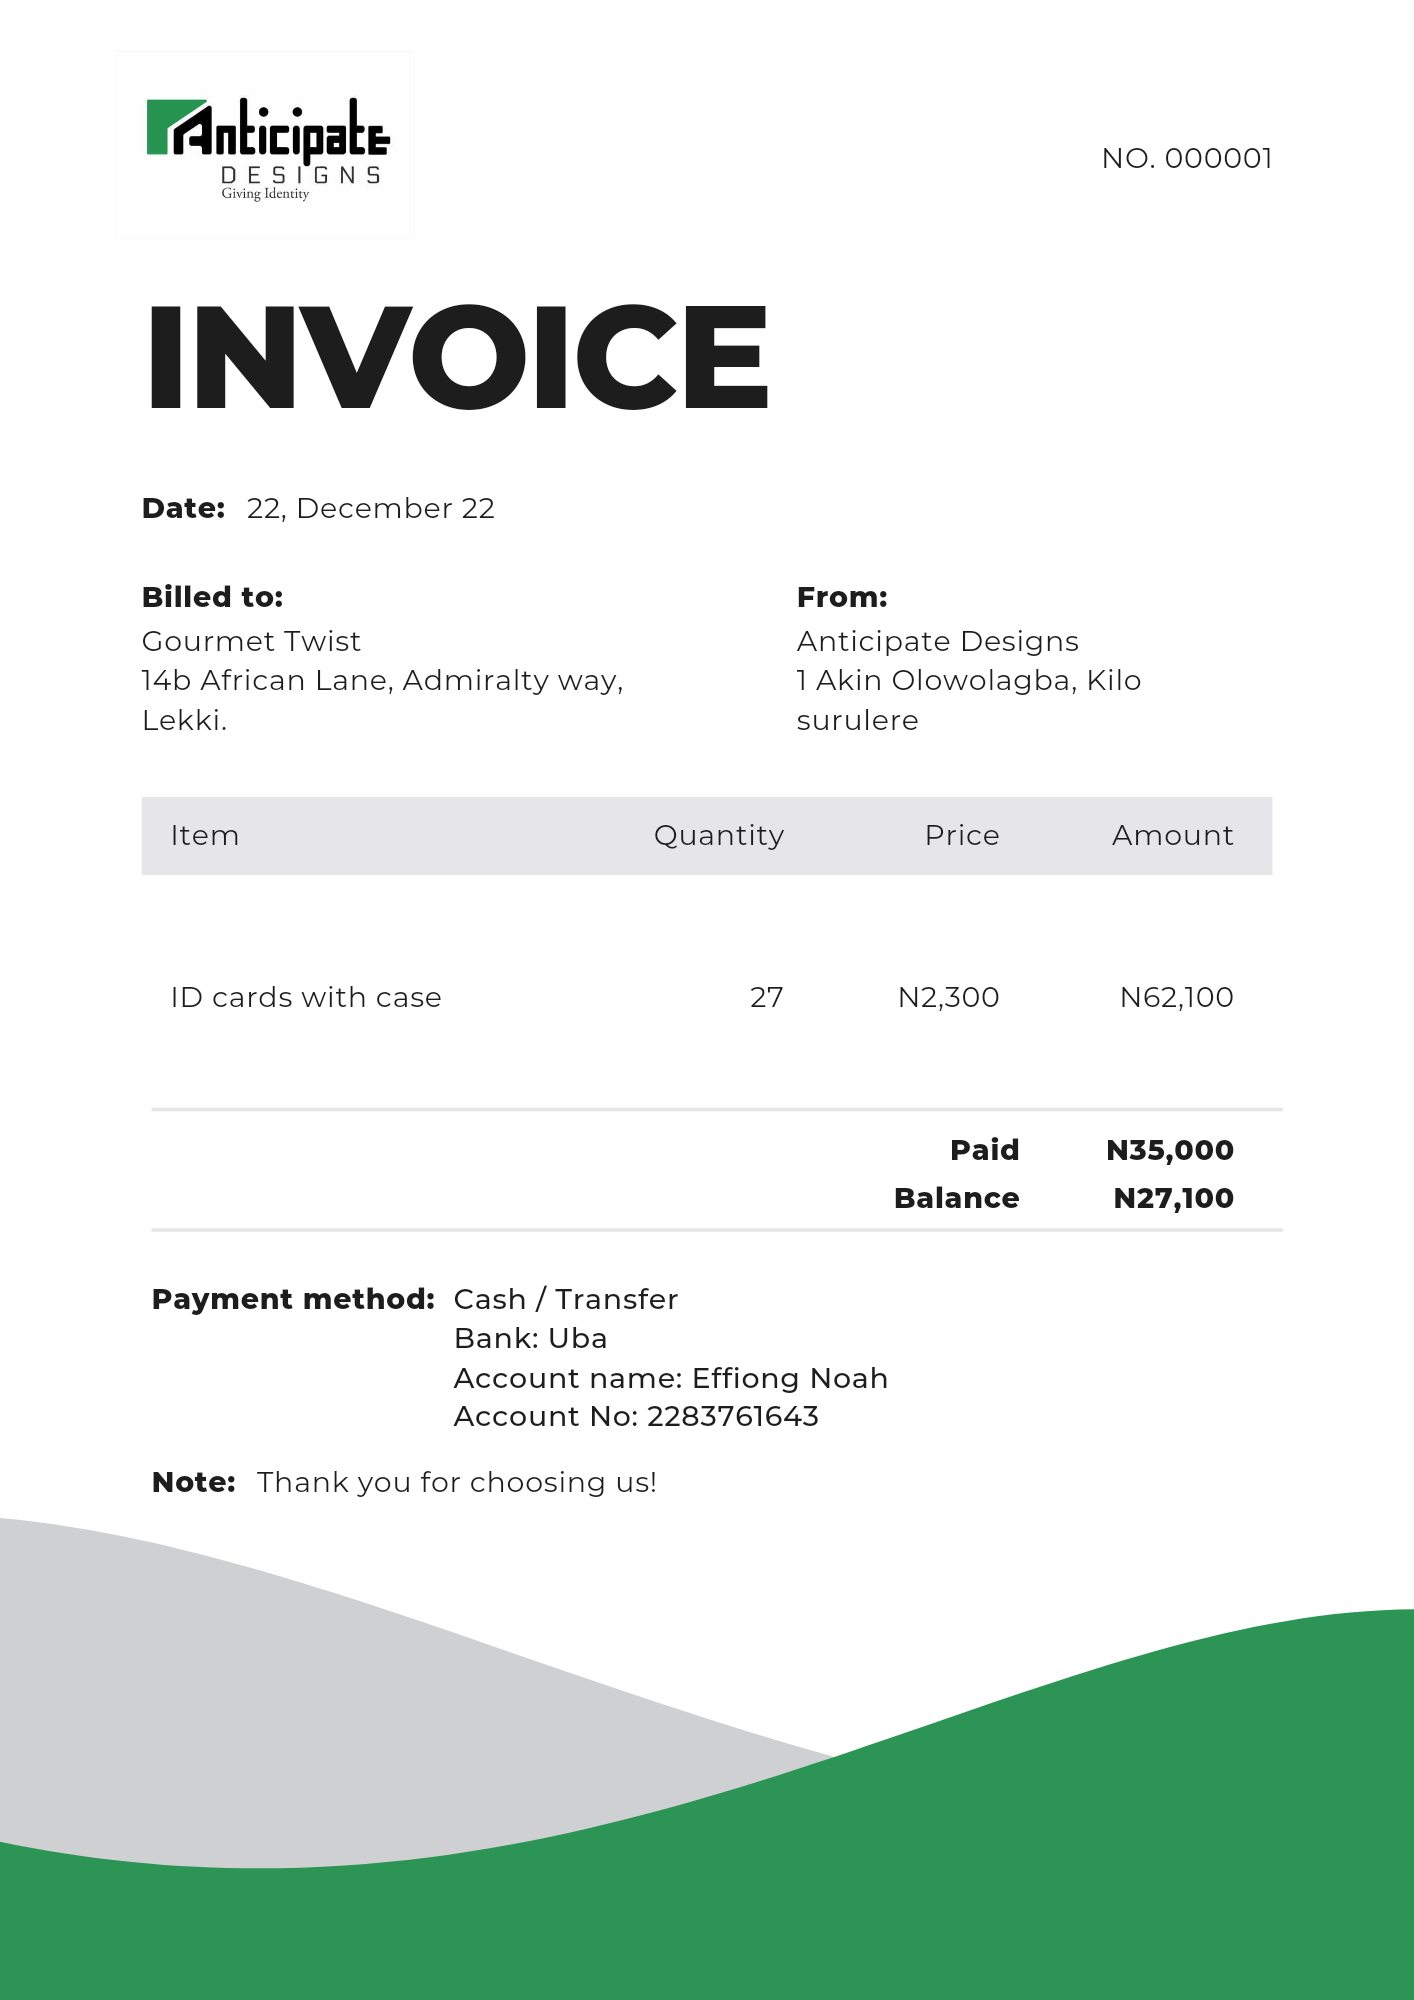 Anticipate
DESIGNS
Giving Identity
NO. 000001
INVOICE
Date: 22, December 22
Billed to:
Gourmet Twist
14b African Lane, Admiralty way,
Lekki.
From:
Anticipate Designs
1 Akin Olowolagba, Kilo
surulere
Item Quantity Price Amount
ID cards with case 27 N2,300 N62,100
Paid N35,000
Balance N27,100
Payment method: Cash / Transfer
Bank: Uba
Account name: Effiong Noah
Account No: 2283761643
Note: Thank you for choosing us!